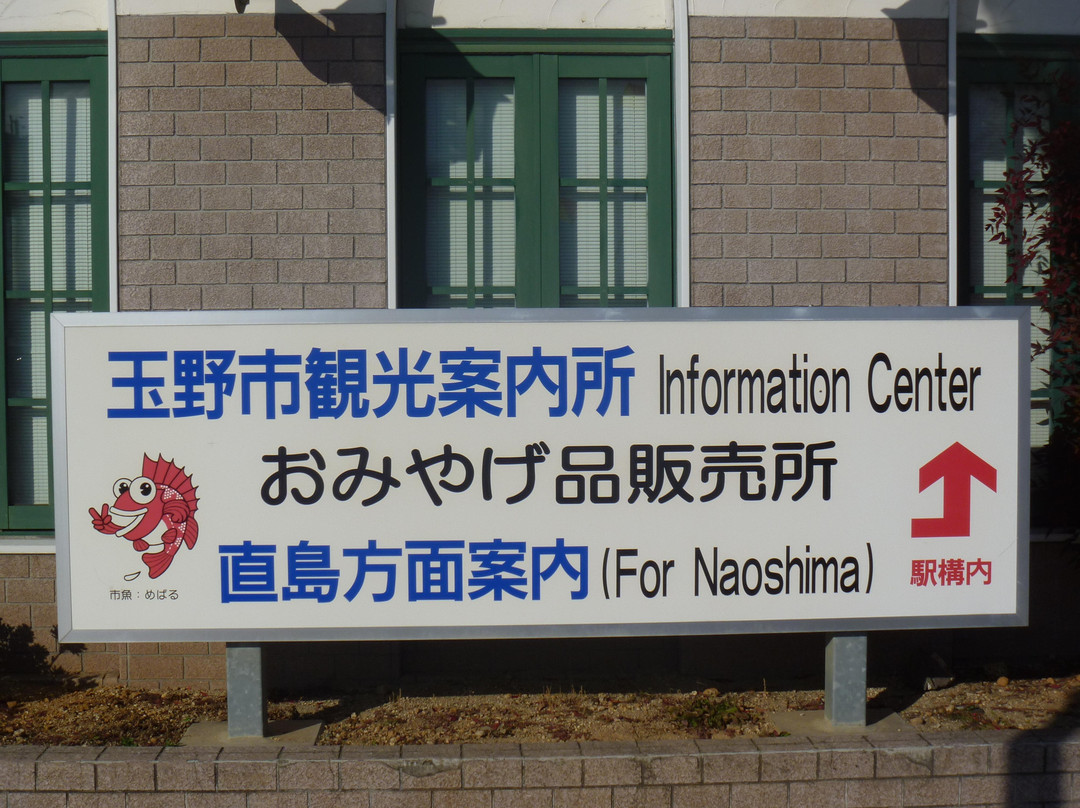 玉野市観光案内所 Information Center
おみやげ品販売所
直島方面案内 (For Naoshima)
駅構内
市魚：めばる